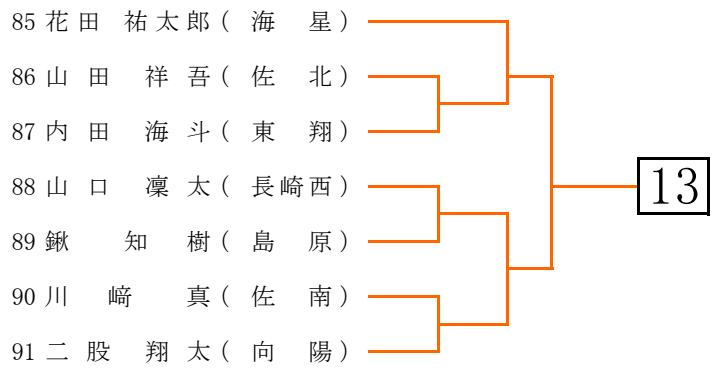 85 花田 祐太郎 ( 海 星 )
86 山 田 祥 吾 ( 佐 北 )
87 内 田 海 斗 ( 東 翔 )
88 山 口 凜 太 ( 長崎西 )
13
89 鍬 知 樹 ( 島 原 )
90 川 﨑 真 ( 佐 南 )
91 二 股 翔 太 ( 向 陽 )